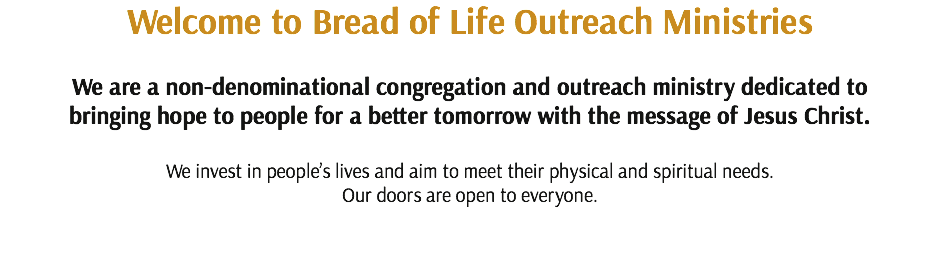 Welcome to Bread of Life Outreach Ministries
We are a non-denominational congregation and outreach ministry dedicated to
bringing hope to people for a better tomorrow with the message of Jesus Christ.
We invest in people’s lives and aim to meet their physical and spiritual needs.
Our doors are open to everyone.